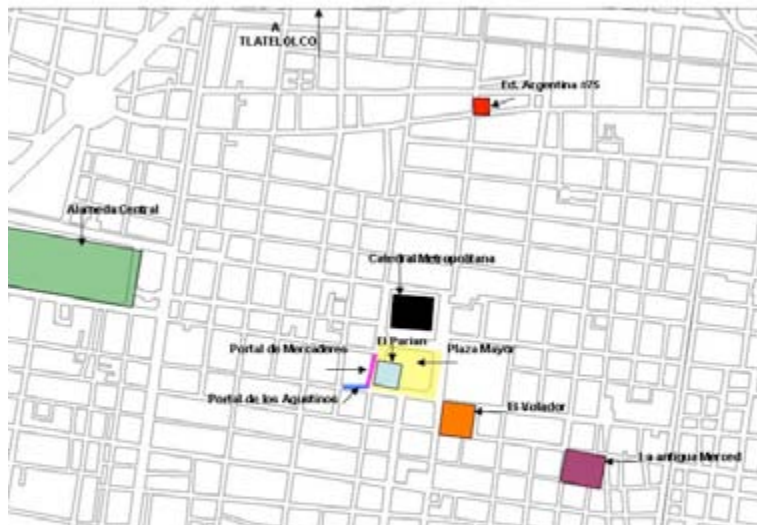 A
TLATELOLCO
Ed. Argentina #75
Alameda Central
Catedral Metropolitana
El Parian
Portal de Mercaderes
Plaza Mayor
Portal de los Agustinos
El Volador
La antigua Merced